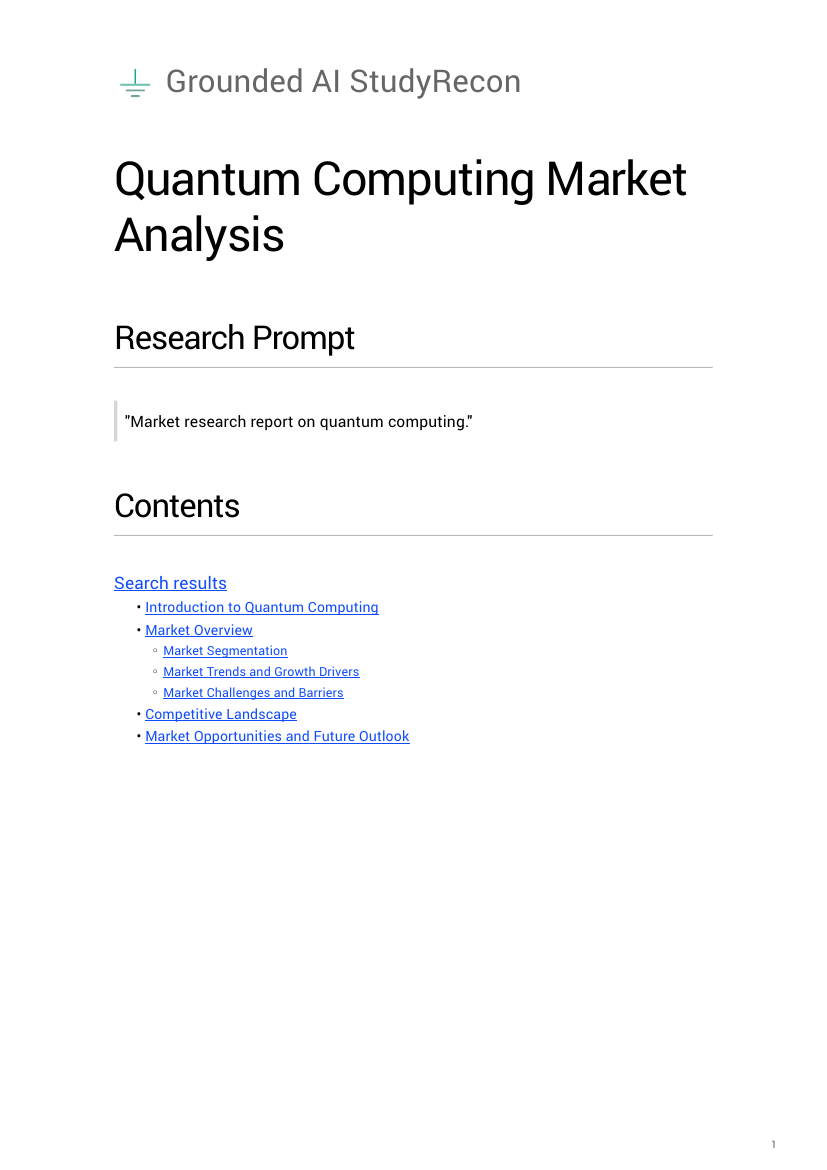 Grounded AI StudyRecon
Quantum Computing Market
Analysis
Research Prompt
"Market research report on quantum computing."
Contents
Search results
• Introduction to Quantum Computing
• Market Overview
◦ Market Segmentation
◦ Market Trends and Growth Drivers
◦ Market Challenges and Barriers
• Competitive Landscape
• Market Opportunities and Future Outlook
1